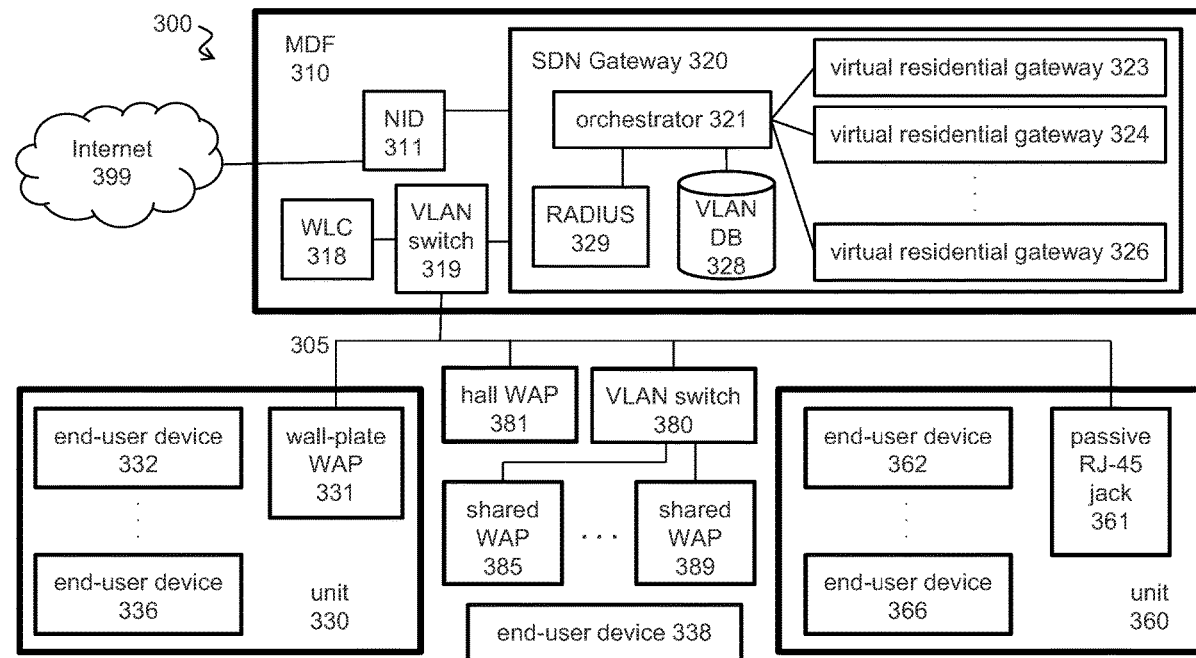 300
MDF
310
SDN Gateway 320
virtual residential gateway 323
NID
311
orchestrator 321
virtual residential gateway 324
Internet
399
WLC
318
VLAN
switch
319
RADIUS
329
VLAN
DB
328
virtual residential gateway 326
305
hall WAP
381
VLAN switch
380
end-user device
332
wall-plate
WAP
331
end-user device
336
unit
330
shared
WAP
385
shared
WAP
389
end-user device 338
end-user device
362
passive
RJ-45
jack
361
end-user device
366
unit
360